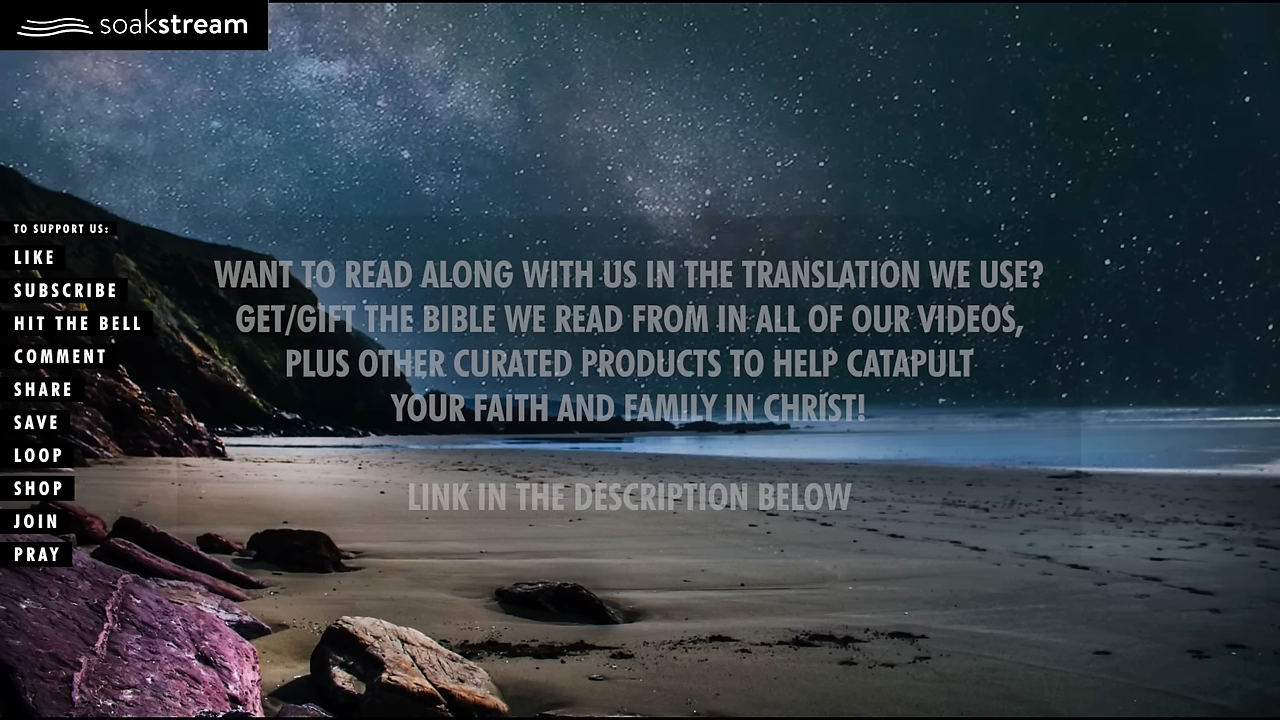 soakstream
TO SUPPORT US:
LIKE
SUBSCRIBE
HIT THE BELL
COMMENT
SHARE
SAVE
LOOP
SHOP
JOIN
PRAY
WANT TO READ ALONG WITH US IN THE TRANSLATION WE USE?
GET/GIFT THE BIBLE WE READ FROM IN ALL OF OUR VIDEOS,
PLUS OTHER CURATED PRODUCTS TO HELP CATAPULT
YOUR FAITH AND FAMILY IN CHRIST!
LINK IN THE DESCRIPTION BELOW